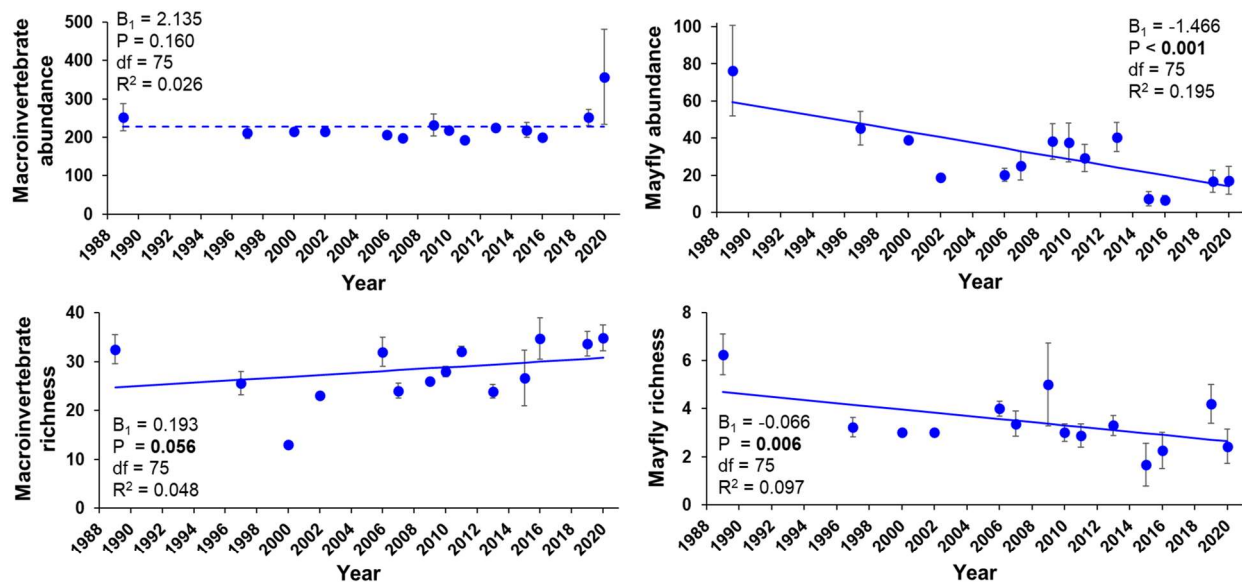 Macroinvertebrate
abundance
500
400
300
200
100
0
B₁ = 2.135
P = 0.160
df = 75
R² = 0.026
1988 1990 1992 1994 1996 1998 2000 2002 2004 2006 2008 2010 2012 2014 2016 2018 2020
Year
Mayfly abundance
100
80
60
40
20
0
B₁ = -1.466
P < 0.001
df = 75
R² = 0.195
1988 1990 1992 1994 1996 1998 2000 2002 2004 2006 2008 2010 2012 2014 2016 2018 2020
Year
Macroinvertebrate
richness
40
30
20
10
0
B₁ = 0.193
P = 0.056
df = 75
R² = 0.048
1988 1990 1992 1994 1996 1998 2000 2002 2004 2006 2008 2010 2012 2014 2016 2018 2020
Year
Mayfly richness
8
6
4
2
0
B₁ = -0.066
P = 0.006
df = 75
R² = 0.097
1988 1990 1992 1994 1996 1998 2000 2002 2004 2006 2008 2010 2012 2014 2016 2018 2020
Year